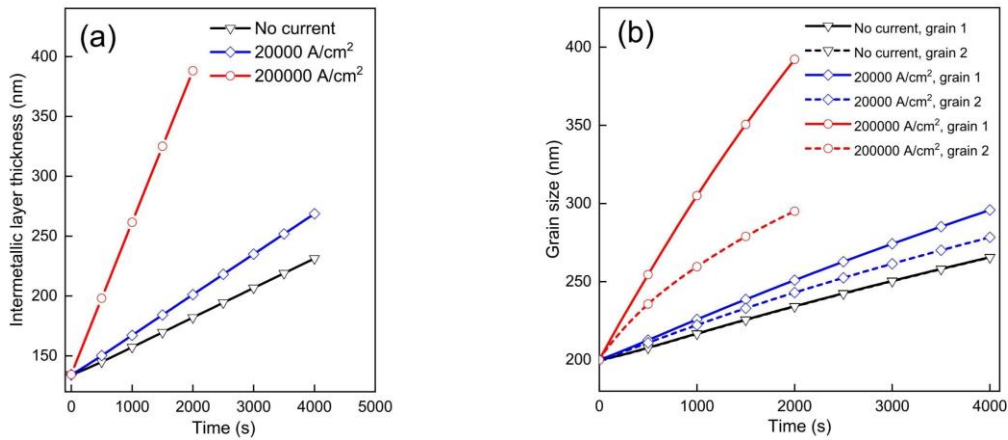 (a)
No current
20000 A/cm²
200000 A/cm²
400
350
300
250
200
150
Intermetallic layer thickness (nm)
0 1000 2000 3000 4000 5000
Time (s)
(b)
No current, grain 1
No current, grain 2
20000 A/cm², grain 1
20000 A/cm², grain 2
200000 A/cm², grain 1
200000 A/cm², grain 2
400
350
300
250
200
Grain size (nm)
0 1000 2000 3000 4000
Time (s)